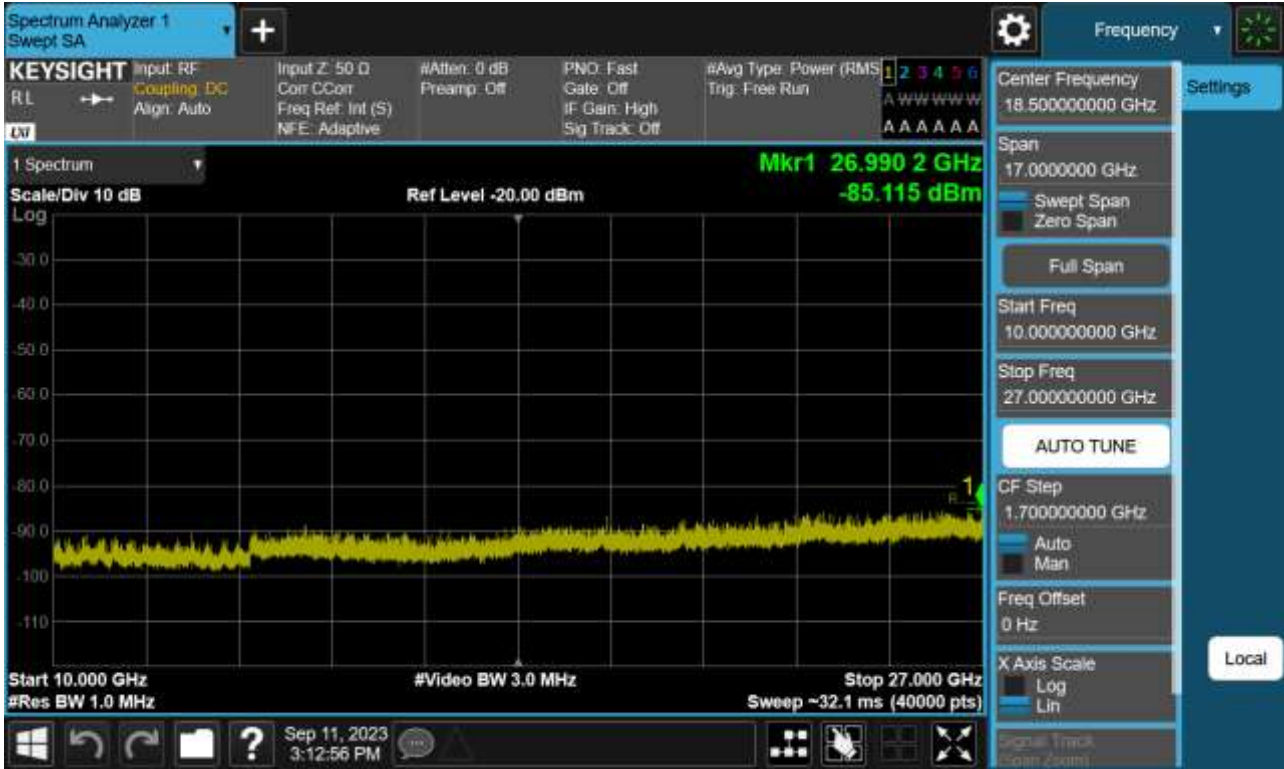 Spectrum Analyzer 1
Swept SA
Frequency
KEYSIGHT
RL
LXI
Input: RF
Coupling: DC
Align: Auto
Input Z: 50 Ω
Corr CCorr
Freq Ref: Int (S)
NFE: Adaptive
#Atten: 0 dB
Preamp: Off
PNO: Fast
Gate: Off
IF Gain: High
Sig Track: Off
#Avg Type: Power (RMS
Trig: Free Run
1 2 3 4 5 6
A W W W W W
A A A A A A
1 Spectrum
Mkr1 26.990 2 GHz
Scale/Div 10 dB
Ref Level -20.00 dBm
-85.115 dBm
Log
-30.0
-40.0
-50.0
-60.0
-70.0
-80.0
-90.0
-100
-110
1
R
Start 10.000 GHz
#Video BW 3.0 MHz
Stop 27.000 GHz
#Res BW 1.0 MHz
Sweep ~32.1 ms (40000 pts)
Center Frequency
18.500000000 GHz
Settings
Span
17.0000000 GHz
Swept Span
Zero Span
Full Span
Start Freq
10.000000000 GHz
Stop Freq
27.000000000 GHz
AUTO TUNE
CF Step
1.700000000 GHz
Auto
Man
Freq Offset
0 Hz
X Axis Scale
Log
Lin
Local
Signal Track
(Span Zoom)
?
Sep 11, 2023
3:12:56 PM